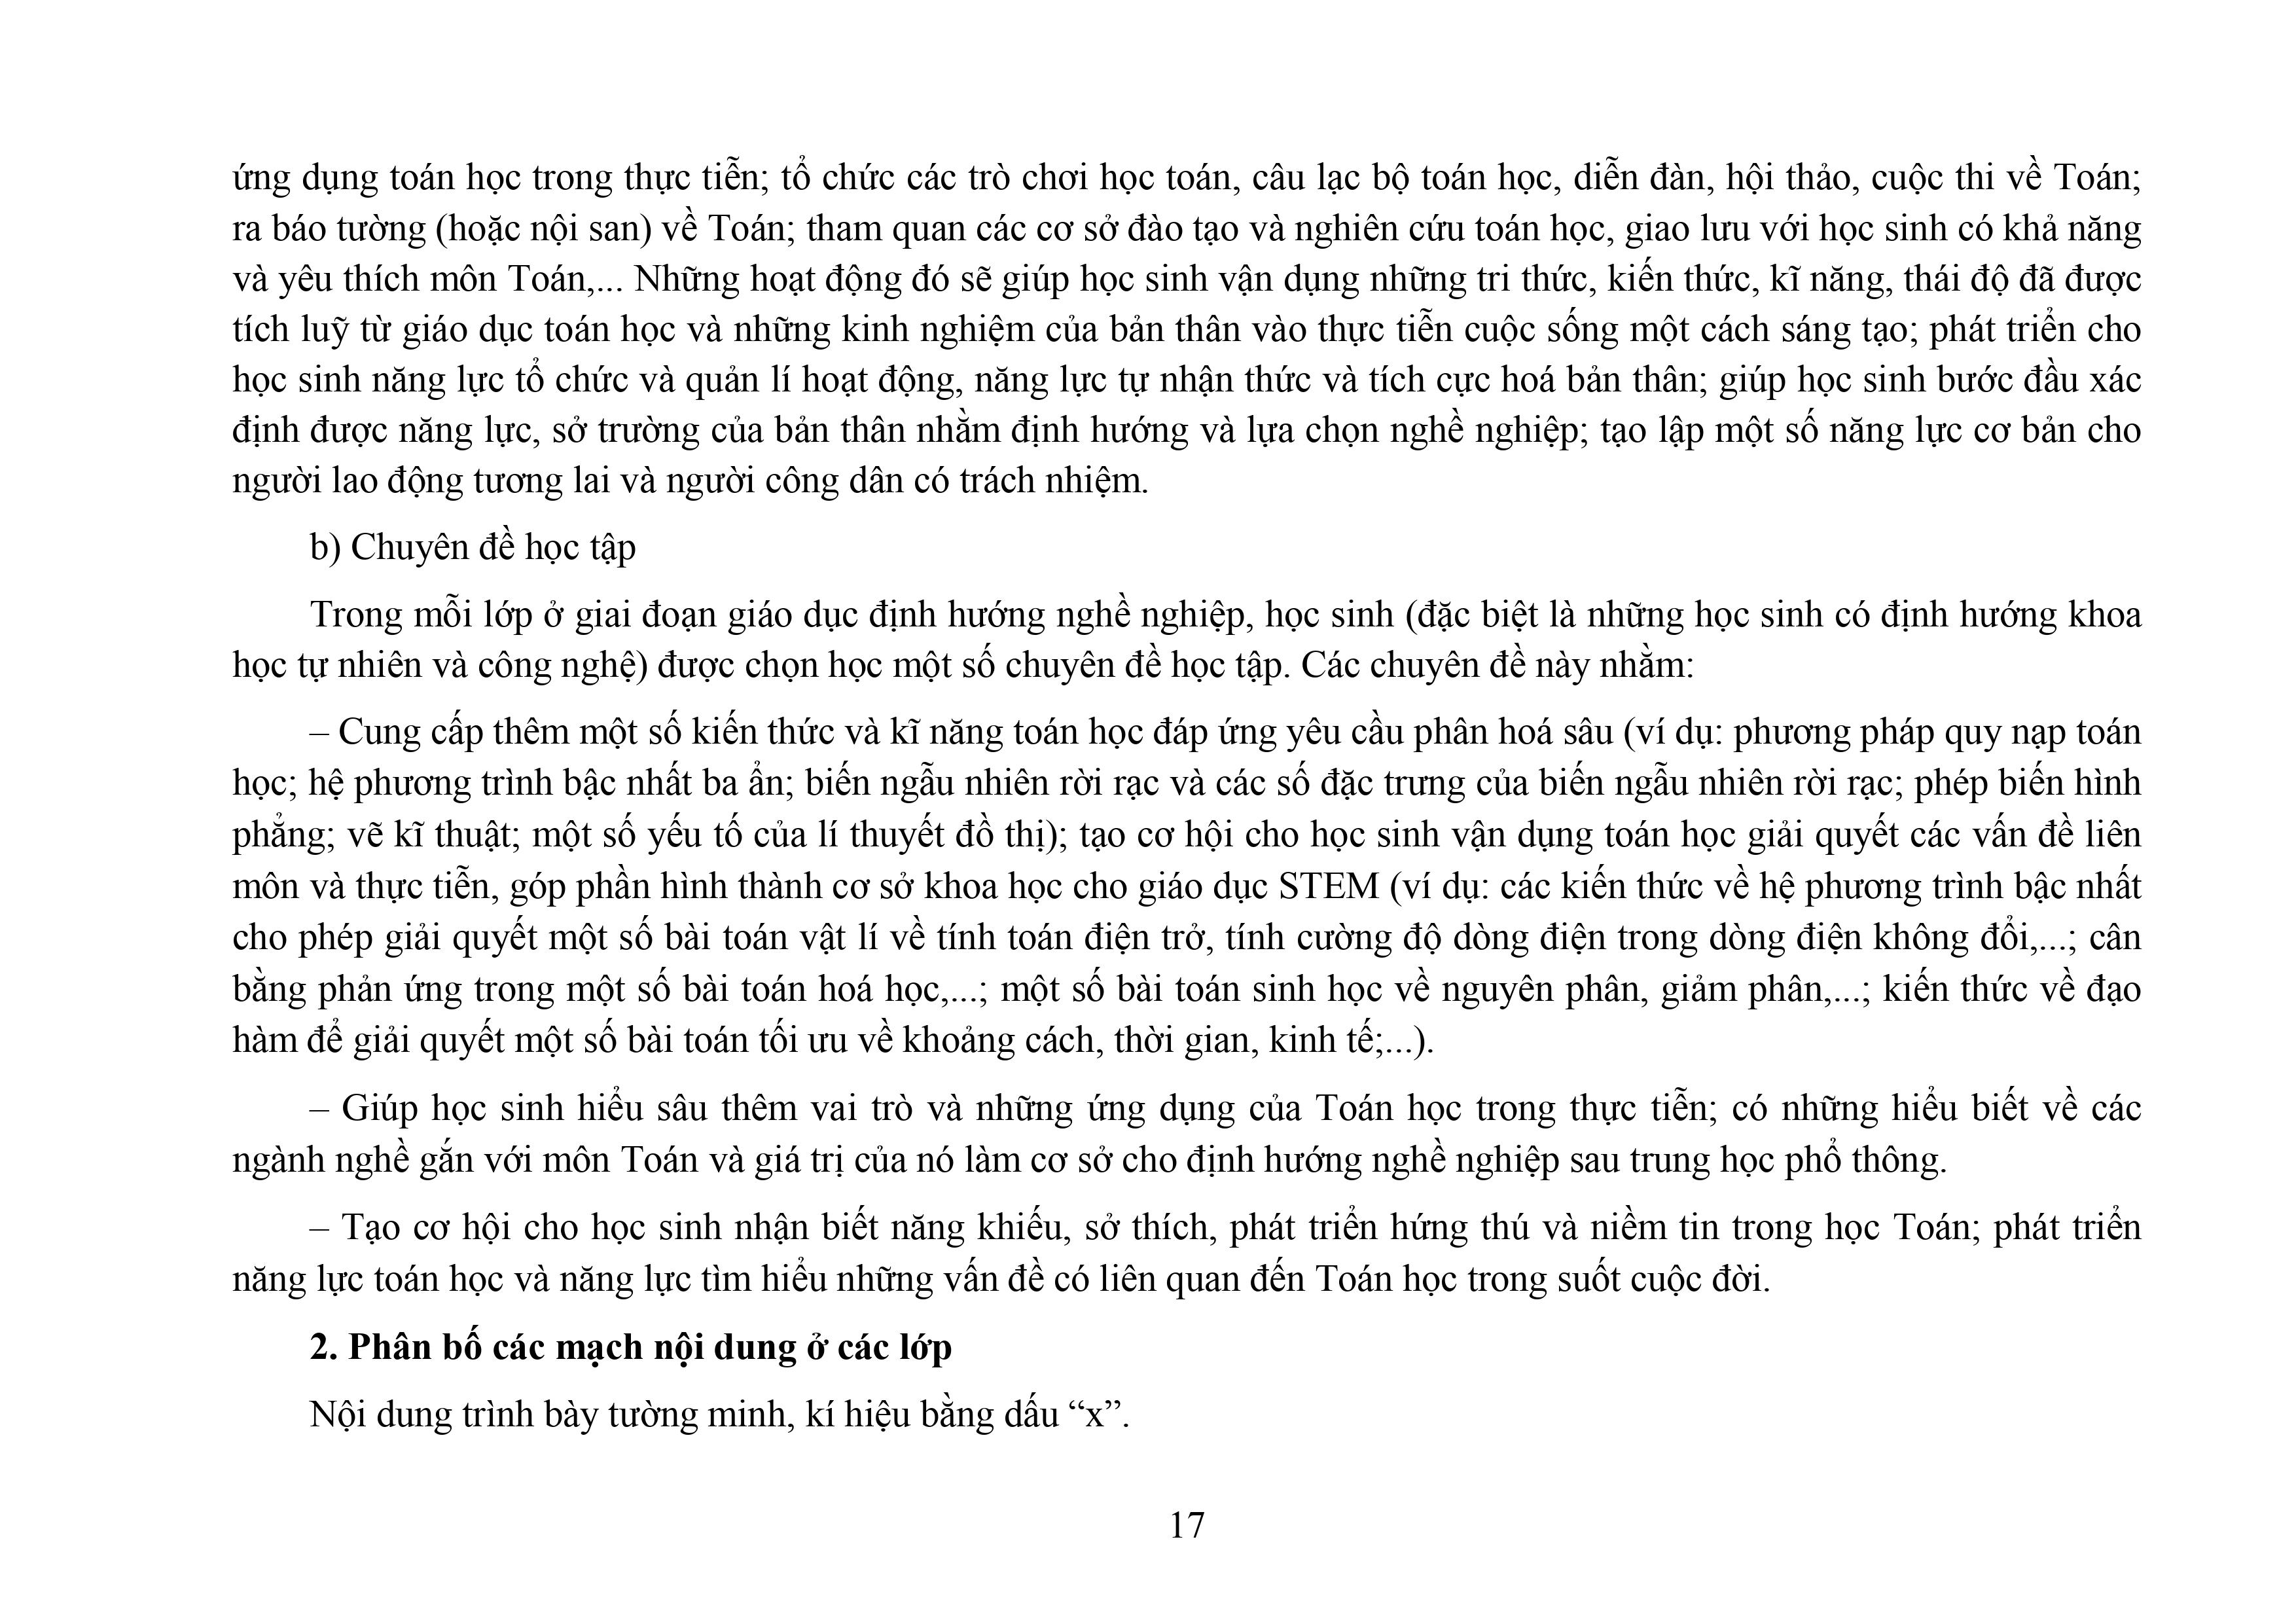 ứng dụng toán học trong thực tiễn; tổ chức các trò chơi học toán, câu lạc bộ toán học, diễn đàn, hội thảo, cuộc thi về Toán;
ra báo tường (hoặc nội san) về Toán; tham quan các cơ sở đào tạo và nghiên cứu toán học, giao lưu với học sinh có khả năng
và yêu thích môn Toán,... Những hoạt động đó sẽ giúp học sinh vận dụng những tri thức, kiến thức, kĩ năng, thái độ đã được
tích luỹ từ giáo dục toán học và những kinh nghiệm của bản thân vào thực tiễn cuộc sống một cách sáng tạo; phát triển cho
học sinh năng lực tổ chức và quản lí hoạt động, năng lực tự nhận thức và tích cực hoá bản thân; giúp học sinh bước đầu xác
định được năng lực, sở trường của bản thân nhằm định hướng và lựa chọn nghề nghiệp; tạo lập một số năng lực cơ bản cho
người lao động tương lai và người công dân có trách nhiệm.
b) Chuyên đề học tập
Trong mỗi lớp ở giai đoạn giáo dục định hướng nghề nghiệp, học sinh (đặc biệt là những học sinh có định hướng khoa
học tự nhiên và công nghệ) được chọn học một số chuyên đề học tập. Các chuyên đề này nhằm:
– Cung cấp thêm một số kiến thức và kĩ năng toán học đáp ứng yêu cầu phân hoá sâu (ví dụ: phương pháp quy nạp toán
học; hệ phương trình bậc nhất ba ẩn; biến ngẫu nhiên rời rạc và các số đặc trưng của biến ngẫu nhiên rời rạc; phép biến hình
phẳng; vẽ kĩ thuật; một số yếu tố của lí thuyết đồ thị); tạo cơ hội cho học sinh vận dụng toán học giải quyết các vấn đề liên
môn và thực tiễn, góp phần hình thành cơ sở khoa học cho giáo dục STEM (ví dụ: các kiến thức về hệ phương trình bậc nhất
cho phép giải quyết một số bài toán vật lí về tính toán điện trở, tính cường độ dòng điện trong dòng điện không đổi,...; cân
bằng phản ứng trong một số bài toán hoá học,...; một số bài toán sinh học về nguyên phân, giảm phân,...; kiến thức về đạo
hàm để giải quyết một số bài toán tối ưu về khoảng cách, thời gian, kinh tế;...).
– Giúp học sinh hiểu sâu thêm vai trò và những ứng dụng của Toán học trong thực tiễn; có những hiểu biết về các
ngành nghề gắn với môn Toán và giá trị của nó làm cơ sở cho định hướng nghề nghiệp sau trung học phổ thông.
– Tạo cơ hội cho học sinh nhận biết năng khiếu, sở thích, phát triển hứng thú và niềm tin trong học Toán; phát triển
năng lực toán học và năng lực tìm hiểu những vấn đề có liên quan đến Toán học trong suốt cuộc đời.
2. Phân bố các mạch nội dung ở các lớp
Nội dung trình bày tường minh, kí hiệu bằng dấu “x”.
17